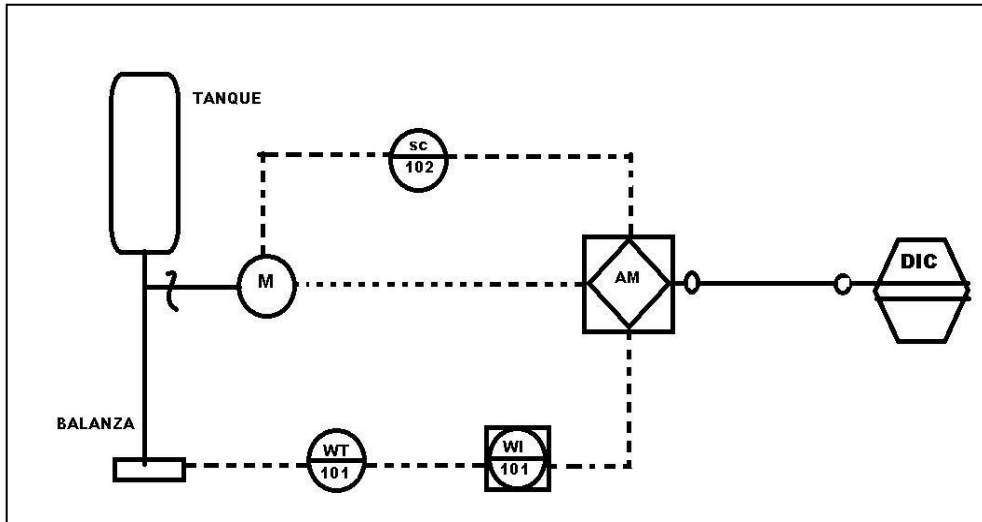 TANQUE
SC
102
M
AM
DIC
BALANZA
WT
101
WI
101